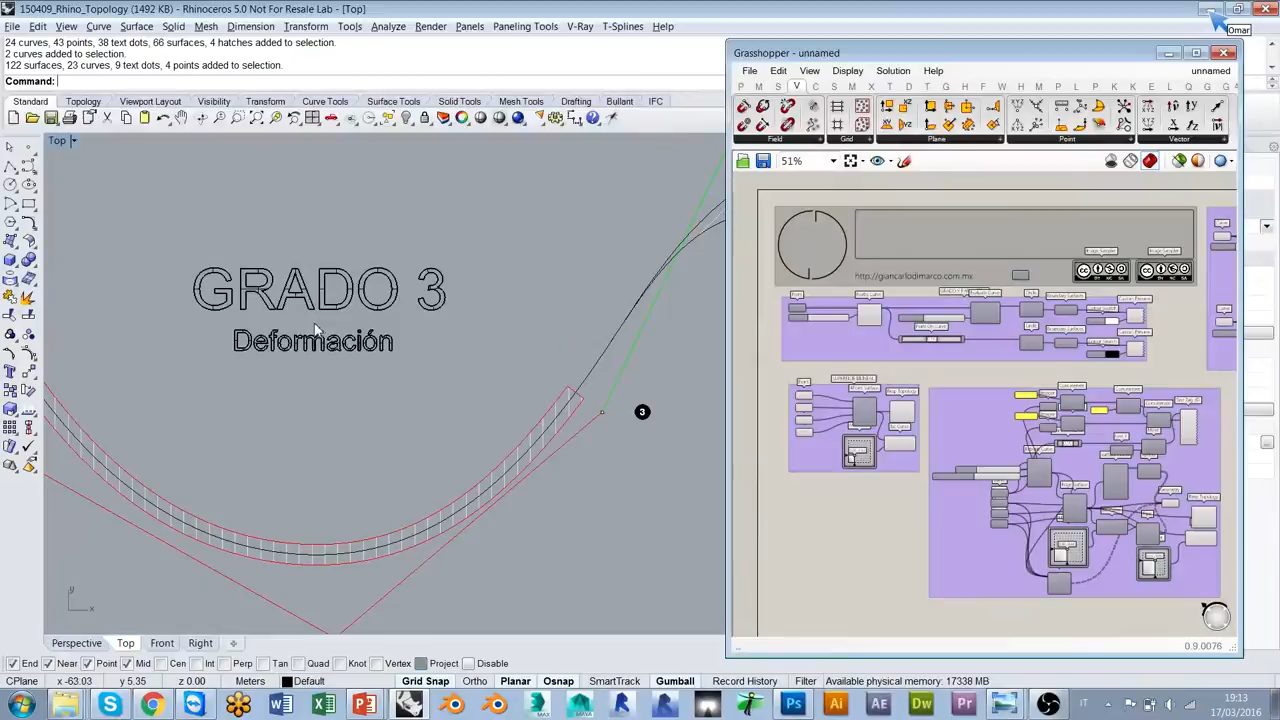 150409_Rhino_Topology (1492 KB) - Rhinoceros 5.0 Not For Resale Lab - [Top]
Omar
File Edit View Curve Surface Solid Mesh Dimension Transform Tools Analyze Render Panels Paneling Tools V-Ray T-Splines Help
24 curves, 43 points, 38 text dots, 66 surfaces, 4 hatches added to selection.
2 curves added to selection.
122 surfaces, 23 curves, 9 text dots, 4 points added to selection.
Command:
Standard Topology Viewport Layout Visibility Transform Curve Tools Surface Tools Solid Tools Mesh Tools Drafting Bullant IFC
Top
GRADO 3
Deformación
3
y
x
Grasshopper - unnamed
File Edit View Display Solution Help unnamed
P M S V C S M
Field Grid Plane Point Vector
51%
http://giancarlodimarco.com.mx
0.9.0076
Perspective Top Front Right
End Near Point Mid Cen Int Perp Tan Quad Knot Vertex Project Disable
CPlane x -63.03 y 5.35 z 0.00 Meters Default Grid Snap Ortho Planar Osnap SmartTrack Gumball Record History Filter Available physical memory: 17338 MB
IT
19:13
17/03/2016